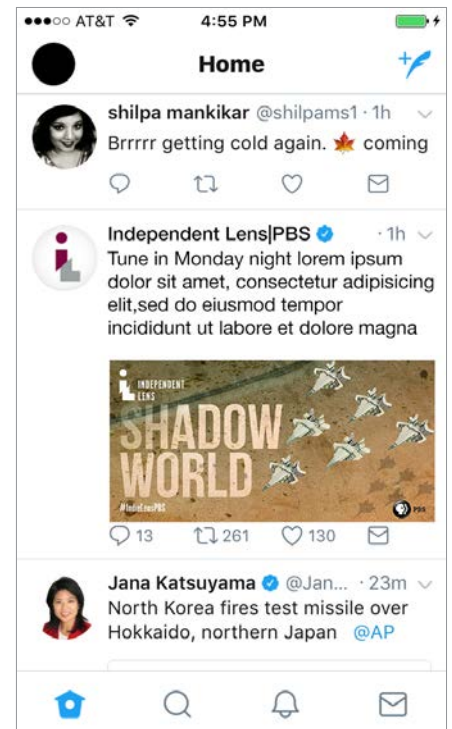 AT&T 4:55 PM
Home
shilpa mankikar @shilpams1 · 1h
Brrrrr getting cold again. 🍁 coming
Independent Lens|PBS · 1h
Tune in Monday night lorem ipsum
dolor sit amet, consectetur adipisicing
elit,sed do eiusmod tempor
incididunt ut labore et dolore magna
iL INDEPENDENT
LENS
SHADOW
WORLD
#IndieLensPBS
PBS
13 261 130
Jana Katsuyama @Jan... · 23m
North Korea fires test missile over
Hokkaido, northern Japan @AP